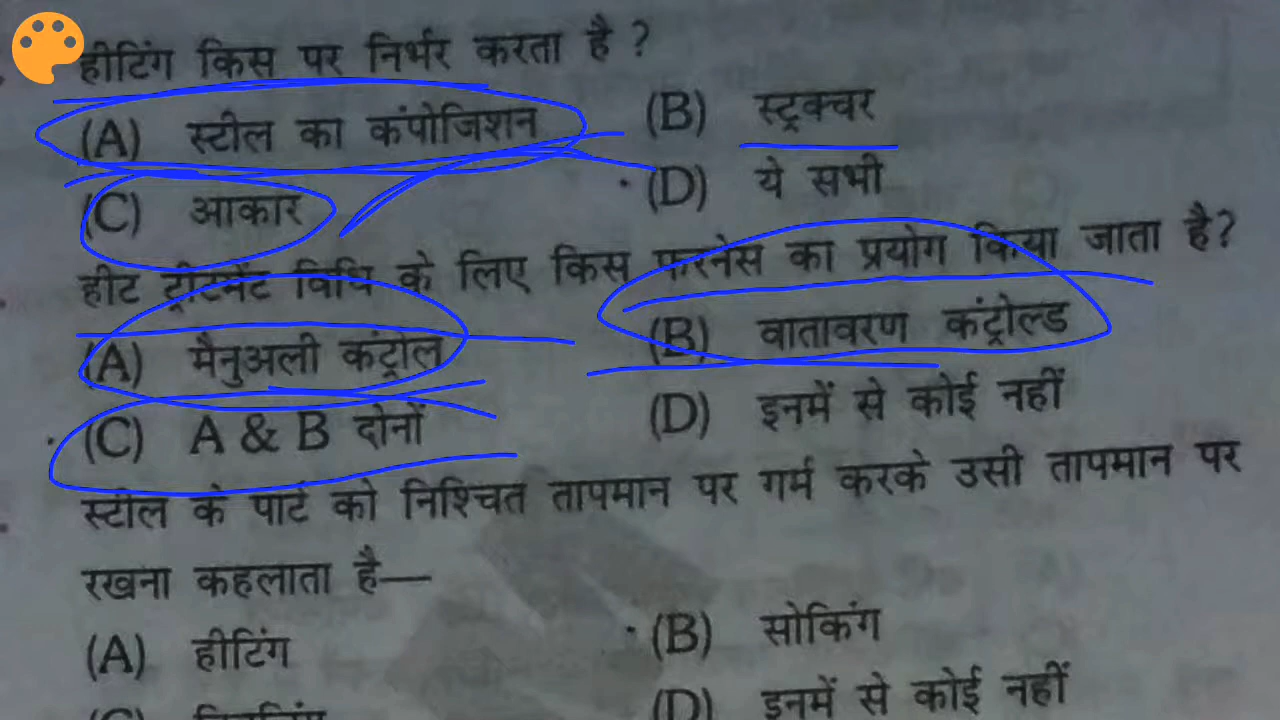 हीटिंग किस पर निर्भर करता है ?
(A) स्टील का कंपोजिशन (B) स्ट्रक्चर
(C) आकार (D) ये सभी
हीट ट्रीटमेंट विधि के लिए किस फरनेस का प्रयोग किया जाता है?
(A) मैनुअली कंट्रोल (B) वातावरण कंट्रोल्ड
(C) A & B दोनों (D) इनमें से कोई नहीं
स्टील के पार्ट को निश्चित तापमान पर गर्म करके उसी तापमान पर
रखना कहलाता है—
(A) हीटिंग (B) सोकिंग
(D) इनमें से कोई नहीं